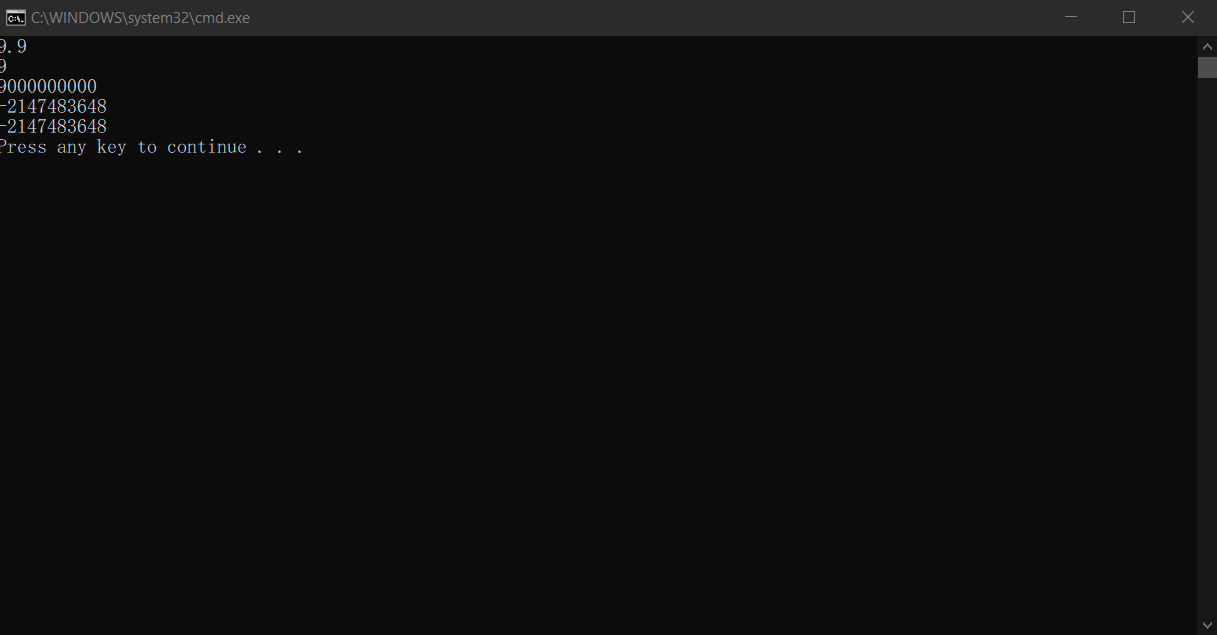 C:\WINDOWS\system32\cmd.exe
9.9
9
9000000000
-2147483648
-2147483648
Press any key to continue . . .